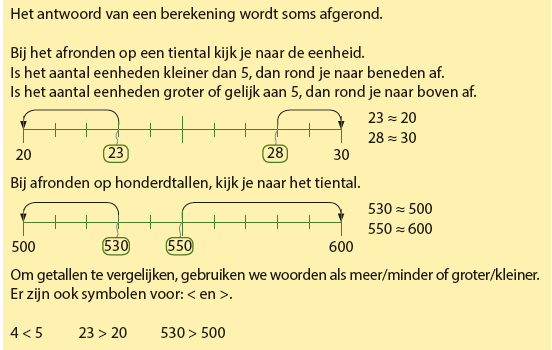 Het antwoord van een berekening wordt soms afgerond.
Bij het afronden op een tiental kijk je naar de eenheid.
Is het aantal eenheden kleiner dan 5, dan rond je naar beneden af.
Is het aantal eenheden groter of gelijk aan 5, dan rond je naar boven af.
23 ≈ 20
28 ≈ 30
20 23 28 30
Bij afronden op honderdtallen, kijk je naar het tiental.
530 ≈ 500
550 ≈ 600
500 530 550 600
Om getallen te vergelijken, gebruiken we woorden als meer/minder of groter/kleiner.
Er zijn ook symbolen voor: < en >.
4 < 5 23 > 20 530 > 500